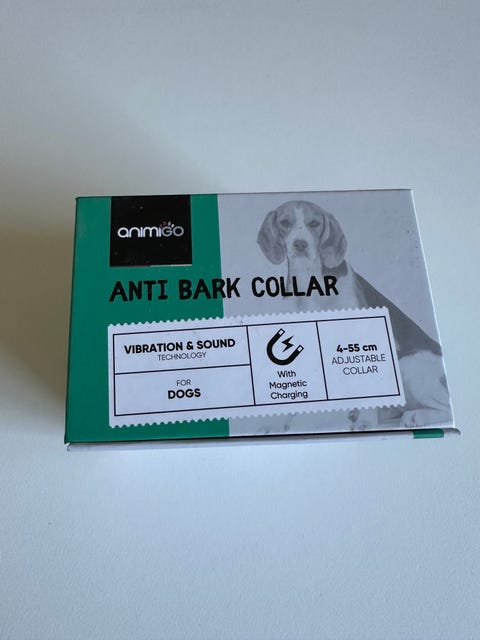 animiGo
ANTI BARK COLLAR
VIBRATION & SOUND
TECHNOLOGY
FOR
DOGS
With
Magnetic
Charging
4-55 cm
ADJUSTABLE
COLLAR